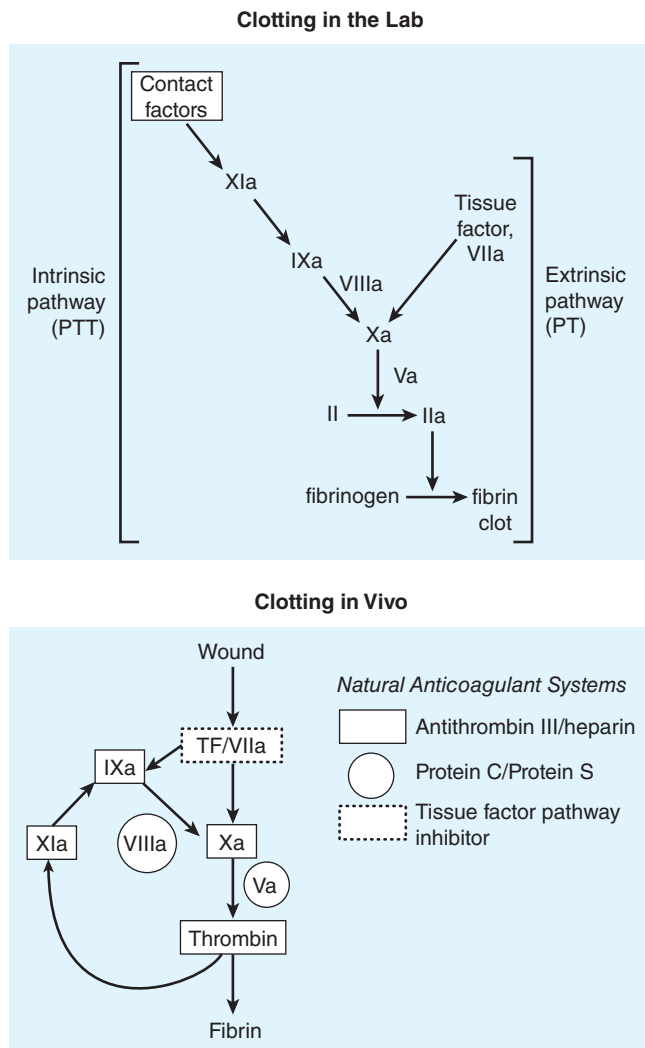 Clotting in the Lab
Contact
factors
XIa
Tissue
factor,
VIIa
IXa
VIIIa
Intrinsic
pathway
(PTT)
Extrinsic
pathway
(PT)
Xa
Va
II
IIa
fibrinogen
fibrin
clot
Clotting in Vivo
Wound
Natural Anticoagulant Systems
Antithrombin III/heparin
TF/VIIa
IXa
Protein C/Protein S
Tissue factor pathway
inhibitor
XIa
VIIIa
Xa
Va
Thrombin
Fibrin